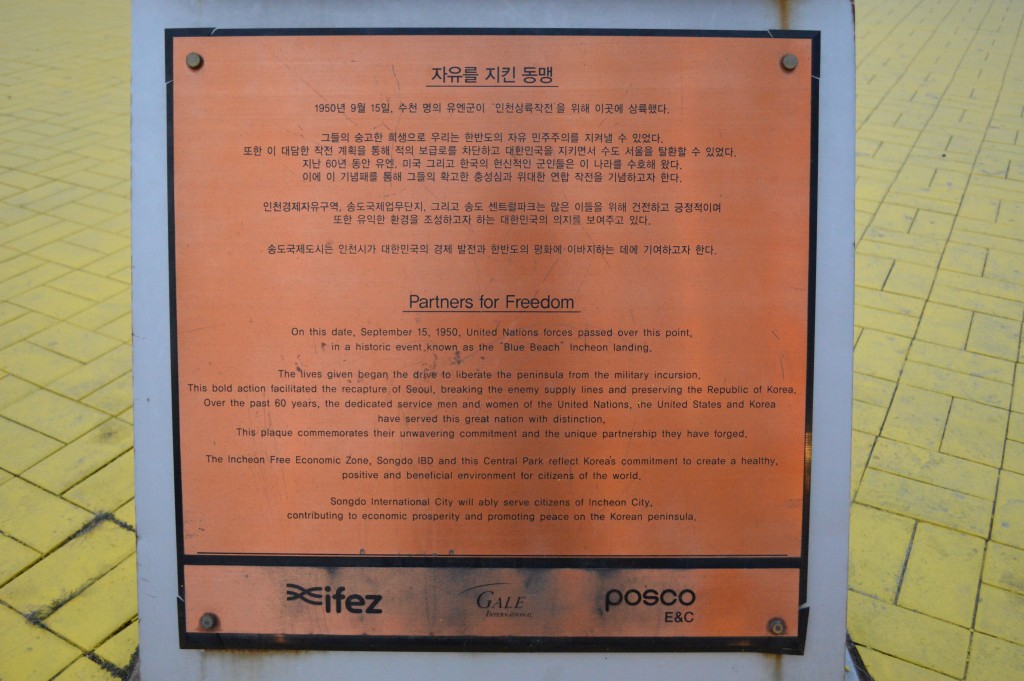 자유를 지킨 동맹
1950년 9월 15일, 수천 명의 유엔군이 '인천상륙작전'을 위해 이곳에 상륙했다.
그들의 숭고한 희생으로 우리는 한반도의 자유 민주주의를 지켜낼 수 있었다.
또한 이 대담한 작전 계획을 통해 적의 보급로를 차단하고 대한민국을 지키면서 수도 서울을 탈환할 수 있었다.
지난 60년 동안 유엔, 미국 그리고 한국의 헌신적인 군인들은 이 나라를 수호해 왔다.
이에 이 기념패를 통해 그들의 확고한 충성심과 위대한 연합 작전을 기념하고자 한다.
인천경제자유구역, 송도국제업무단지, 그리고 송도 센트럴파크는 많은 이들을 위해 건전하고 긍정적이며
또한 유익한 환경을 조성하고자 하는 대한민국의 의지를 보여주고 있다.
송도국제도시는 인천시가 대한민국의 경제 발전과 한반도의 평화에 이바지하는 데에 기여하고자 한다.
Partners for Freedom
On this date, September 15, 1950, United Nations forces passed over this point,
in a historic event known as the "Blue Beach" Incheon landing.
The lives given began the drive to liberate the peninsula from the military incursion.
This bold action facilitated the recapture of Seoul, breaking the enemy supply lines and preserving the Republic of Korea.
Over the past 60 years, the dedicated service men and women of the United Nations, the United States and Korea
have served this great nation with distinction.
This plaque commemorates their unwavering commitment and the unique partnership they have forged.
The Incheon Free Economic Zone, Songdo IBD and this Central Park reflect Korea's commitment to create a healthy,
positive and beneficial environment for citizens of the world.
Songdo International City will ably serve citizens of Incheon City,
contributing to economic prosperity and promoting peace on the Korean peninsula.
ifez
GALE
INTERNATIONAL
posco
E&C